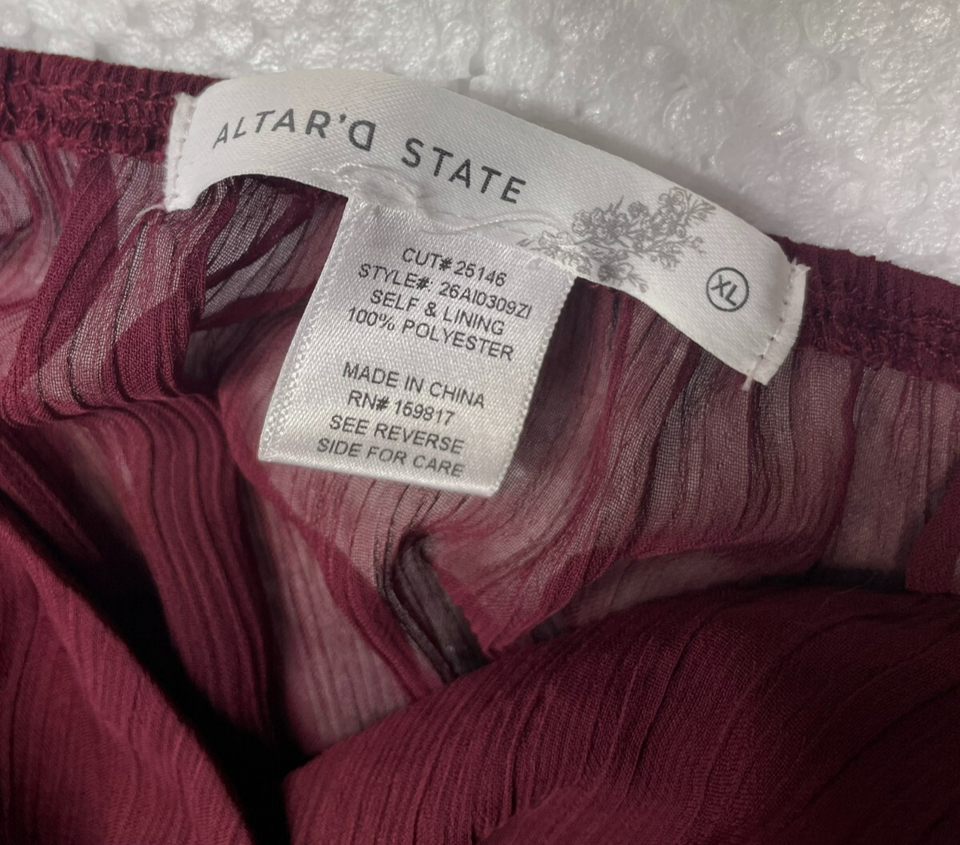 ALTAR'D STATE
XL
CUT# 25146
STYLE#: 26AI0309ZI
SELF & LINING
100% POLYESTER
MADE IN CHINA
RN# 159817
SEE REVERSE
SIDE FOR CARE